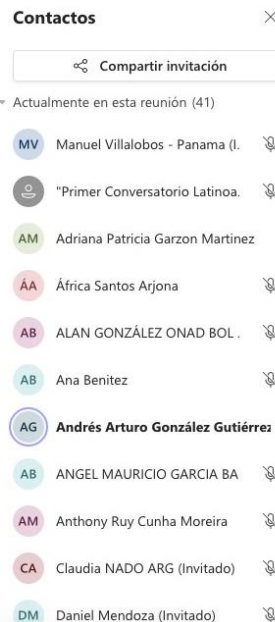 Contactos
Compartir invitación
Actualmente en esta reunión (41)
MV Manuel Villalobos - Panama (I.
"Primer Conversatorio Latinoa.
AM Adriana Patricia Garzon Martinez
ÁA África Santos Arjona
AB ALAN GONZÁLEZ ONAD BOL .
AB Ana Benitez
AG Andrés Arturo González Gutiérrez
AB ANGEL MAURICIO GARCIA BA
AM Anthony Ruy Cunha Moreira
CA Claudia NADO ARG (Invitado)
DM Daniel Mendoza (Invitado)